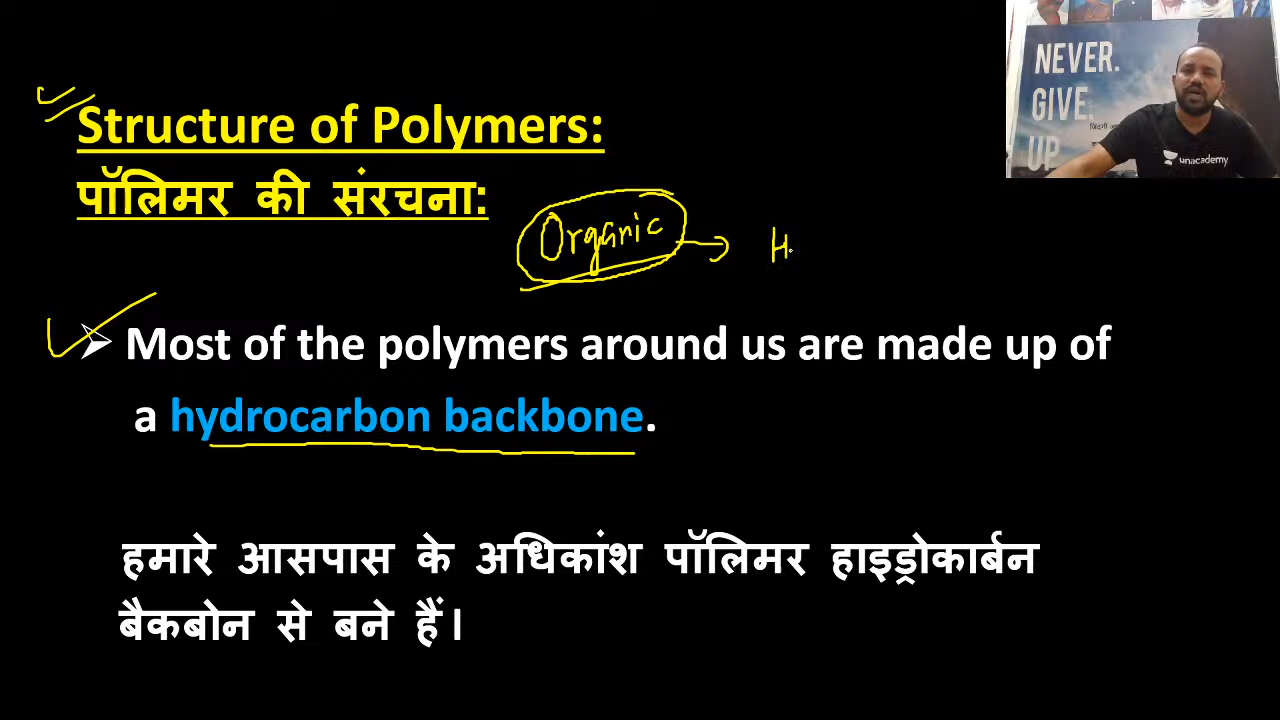 Structure of Polymers:
पॉलिमर की संरचना:
Organic → H
Most of the polymers around us are made up of
a hydrocarbon backbone.
हमारे आसपास के अधिकांश पॉलिमर हाइड्रोकार्बन
बैकबोन से बने हैं।
NEVER.
GIVE.
UP
unacademy